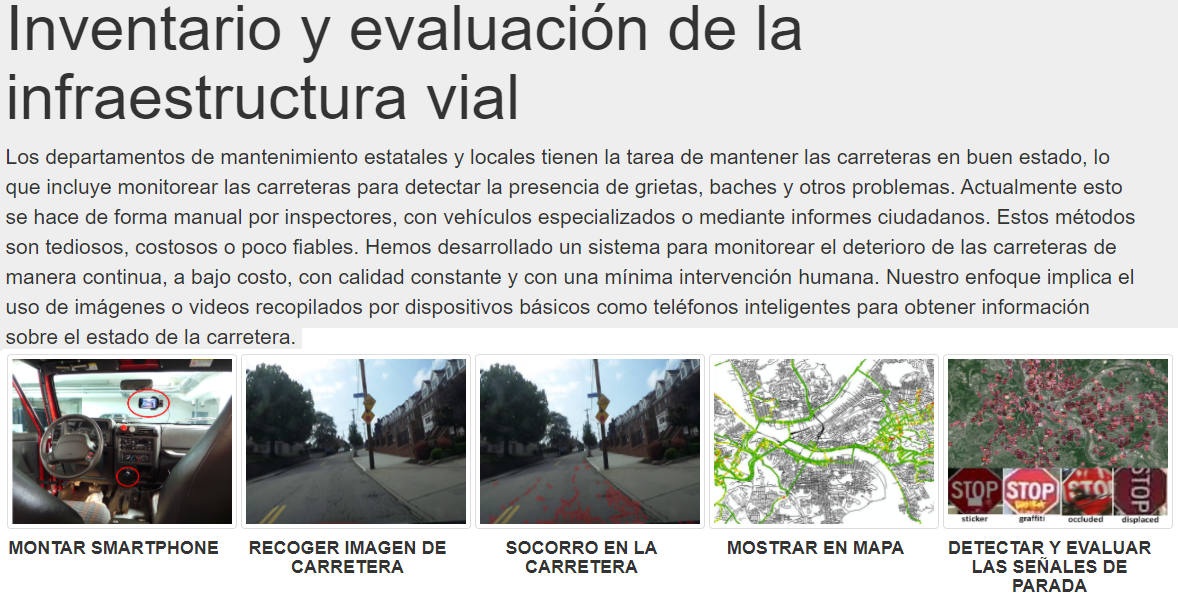 Inventario y evaluación de la
infraestructura vial
Los departamentos de mantenimiento estatales y locales tienen la tarea de mantener las carreteras en buen estado, lo
que incluye monitorear las carreteras para detectar la presencia de grietas, baches y otros problemas. Actualmente esto
se hace de forma manual por inspectores, con vehículos especializados o mediante informes ciudadanos. Estos métodos
son tediosos, costosos o poco fiables. Hemos desarrollado un sistema para monitorear el deterioro de las carreteras de
manera continua, a bajo costo, con calidad constante y con una mínima intervención humana. Nuestro enfoque implica el
uso de imágenes o videos recopilados por dispositivos básicos como teléfonos inteligentes para obtener información
sobre el estado de la carretera.
STOP STOP STOP STOP
sticker graffiti occluded displaced
MONTAR SMARTPHONE
RECOGER IMAGEN DE
CARRETERA
SOCORRO EN LA
CARRETERA
MOSTRAR EN MAPA
DETECTAR Y EVALUAR
LAS SEÑALES DE
PARADA